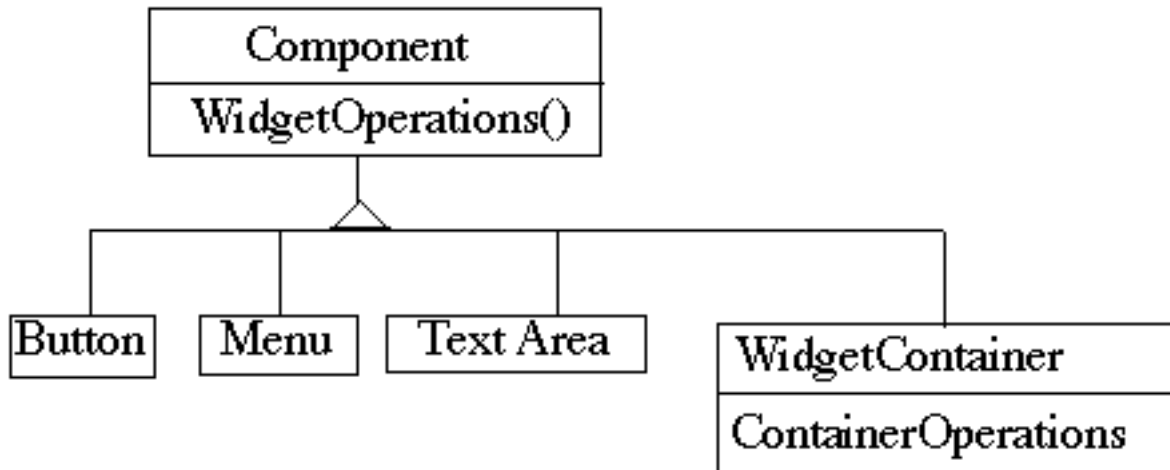 Component
WidgetOperations()
Button
Menu
Text Area
WidgetContainer
ContainerOperations